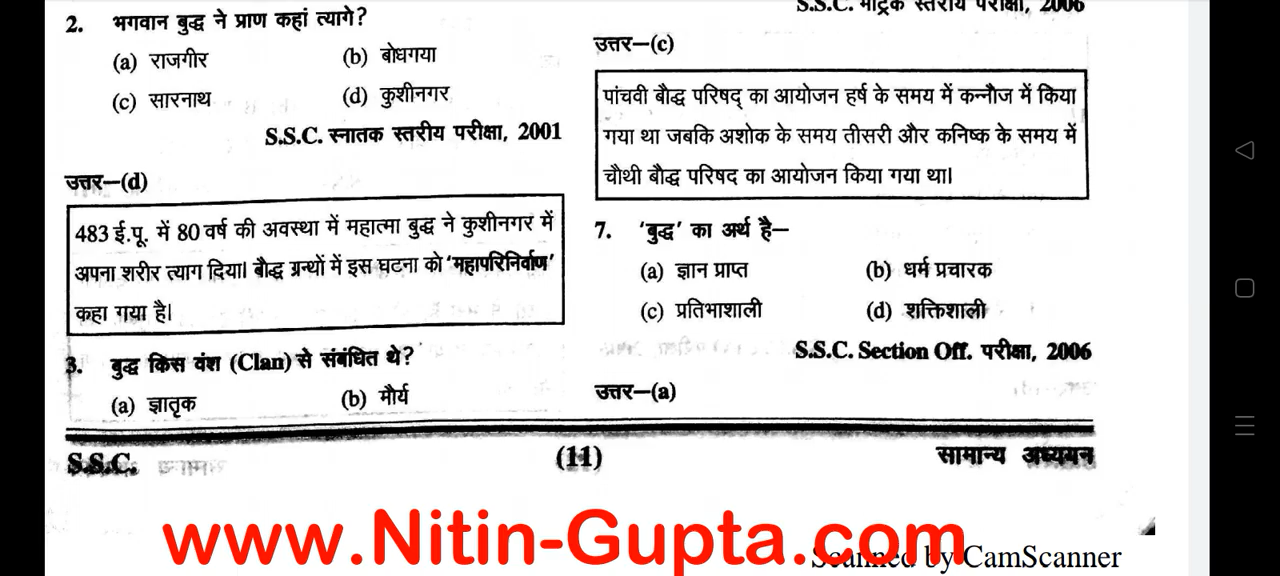 2. भगवान बुद्ध ने प्राण कहां त्यागे?
(a) राजगीर (b) बोधगया
(c) सारनाथ (d) कुशीनगर
S.S.C. स्नातक स्तरीय परीक्षा, 2001
उत्तर–(d)
483 ई.पू. में 80 वर्ष की अवस्था में महात्मा बुद्ध ने कुशीनगर में
अपना शरीर त्याग दिया। बौद्ध ग्रन्थों में इस घटना को ‘महापरिनिर्वाण’
कहा गया है।
3. बुद्ध किस वंश (Clan) से संबंधित थे?
(a) ज्ञातृक (b) मौर्य
S.S.C. मैट्रिक स्तरीय परीक्षा, 2006
उत्तर–(c)
पांचवी बौद्ध परिषद् का आयोजन हर्ष के समय में कन्नौज में किया
गया था जबकि अशोक के समय तीसरी और कनिष्क के समय में
चौथी बौद्ध परिषद का आयोजन किया गया था।
7. ‘बुद्ध’ का अर्थ है–
(a) ज्ञान प्राप्त (b) धर्म प्रचारक
(c) प्रतिभाशाली (d) शक्तिशाली
S.S.C. Section Off. परीक्षा, 2006
उत्तर–(a)
S.S.C. (11) सामान्य अध्ययन
www.Nitin-Gupta.com
Scanned by CamScanner